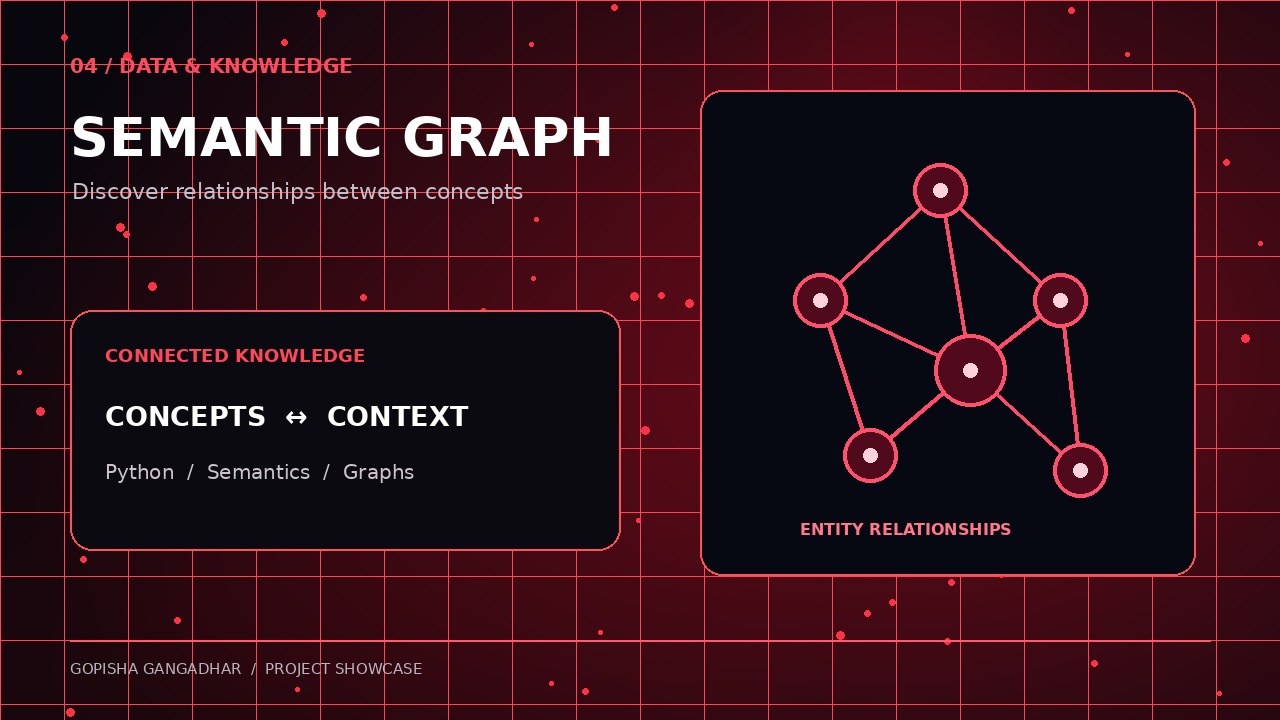 04 / DATA & KNOWLEDGE
SEMANTIC GRAPH
Discover relationships between concepts
CONNECTED KNOWLEDGE
CONCEPTS ↔ CONTEXT
Python / Semantics / Graphs
ENTITY RELATIONSHIPS
GOPISHA GANGADHAR / PROJECT SHOWCASE